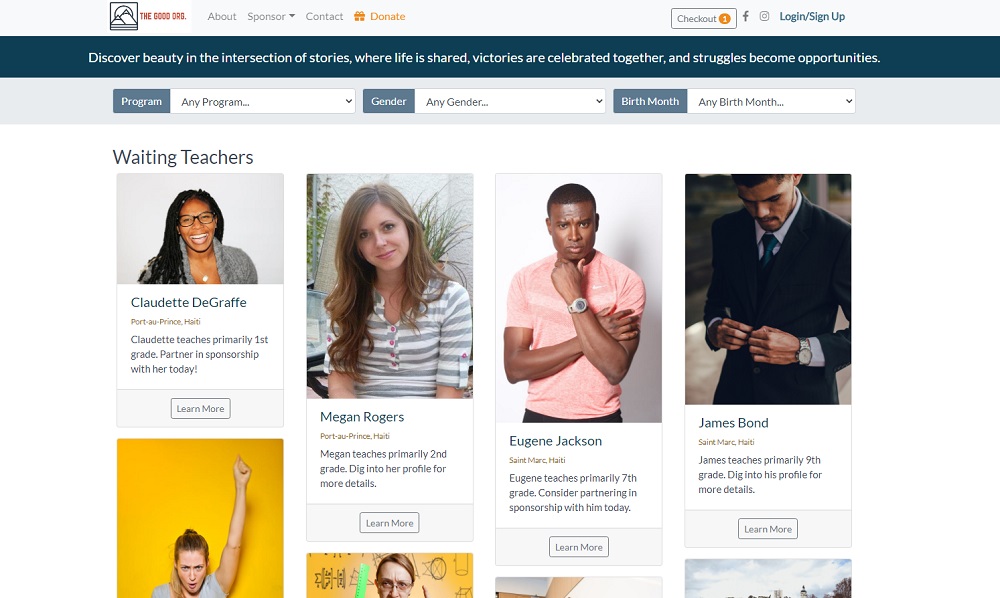 THE GOOD ORG.
About Sponsor Contact Donate
Checkout 1
Login/Sign Up
Discover beauty in the intersection of stories, where life is shared, victories are celebrated together, and struggles become opportunities.
Program Any Program... Gender Any Gender... Birth Month Any Birth Month...
Waiting Teachers
Claudette DeGraffe
Port-au-Prince, Haiti
Claudette teaches primarily 1st
grade. Partner in sponsorship
with her today!
Learn More
Megan Rogers
Port-au-Prince, Haiti
Megan teaches primarily 2nd
grade. Dig into her profile for
more details.
Learn More
Eugene Jackson
Saint Marc, Haiti
Eugene teaches primarily 7th
grade. Consider partnering in
sponsorship with him today.
Learn More
James Bond
Saint Marc, Haiti
James teaches primarily 9th
grade. Dig into his profile for
more details.
Learn More